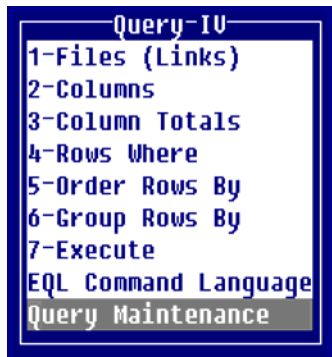 Query-IV
1-Files (Links)
2-Columns
3-Column Totals
4-Rows Where
5-Order Rows By
6-Group Rows By
7-Execute
EQL Command Language
Query Maintenance